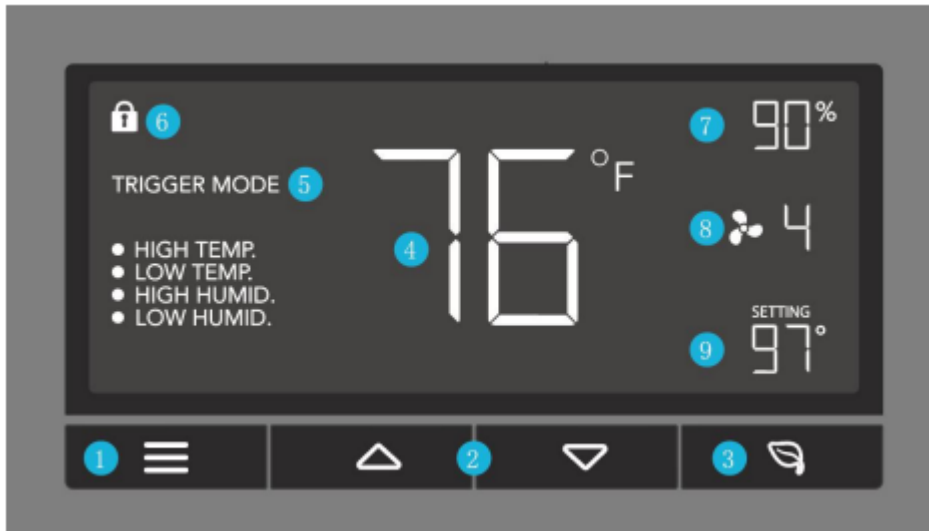 6
7 90%
TRIGGER MODE 5
76°F
4
8 4
• HIGH TEMP.
• LOW TEMP.
• HIGH HUMID.
• LOW HUMID.
SETTING
9 97°
1
2
3